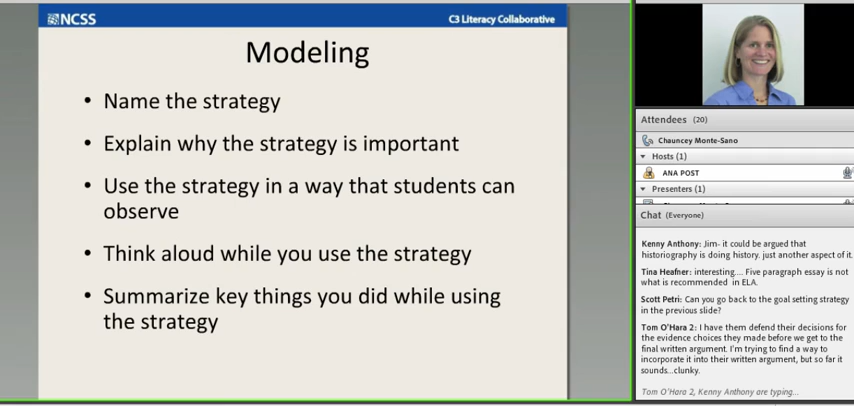 NCSS
C3 Literacy Collaborative
Modeling
• Name the strategy
• Explain why the strategy is important
• Use the strategy in a way that students can
observe
• Think aloud while you use the strategy
• Summarize key things you did while using
the strategy
Attendees (20)
Chauncey Monte-Sano
Hosts (1)
ANA POST
Presenters (1)
Chat (Everyone)
Kenny Anthony: Jim- it could be argued that
historiography is doing history. just another aspect of it.
Tina Heafner: interesting.... Five paragraph essay is not
what is recommended in ELA.
Scott Petri: Can you go back to the goal setting strategy
in the previous slide?
Tom O'Hara 2: I have them defend their decisions for
the evidence choices they made before we get to the
final written argument. I'm trying to find a way to
incorporate it into their written argument, but so far it
sounds...clunky.
Tom O'Hara 2, Kenny Anthony are typing...